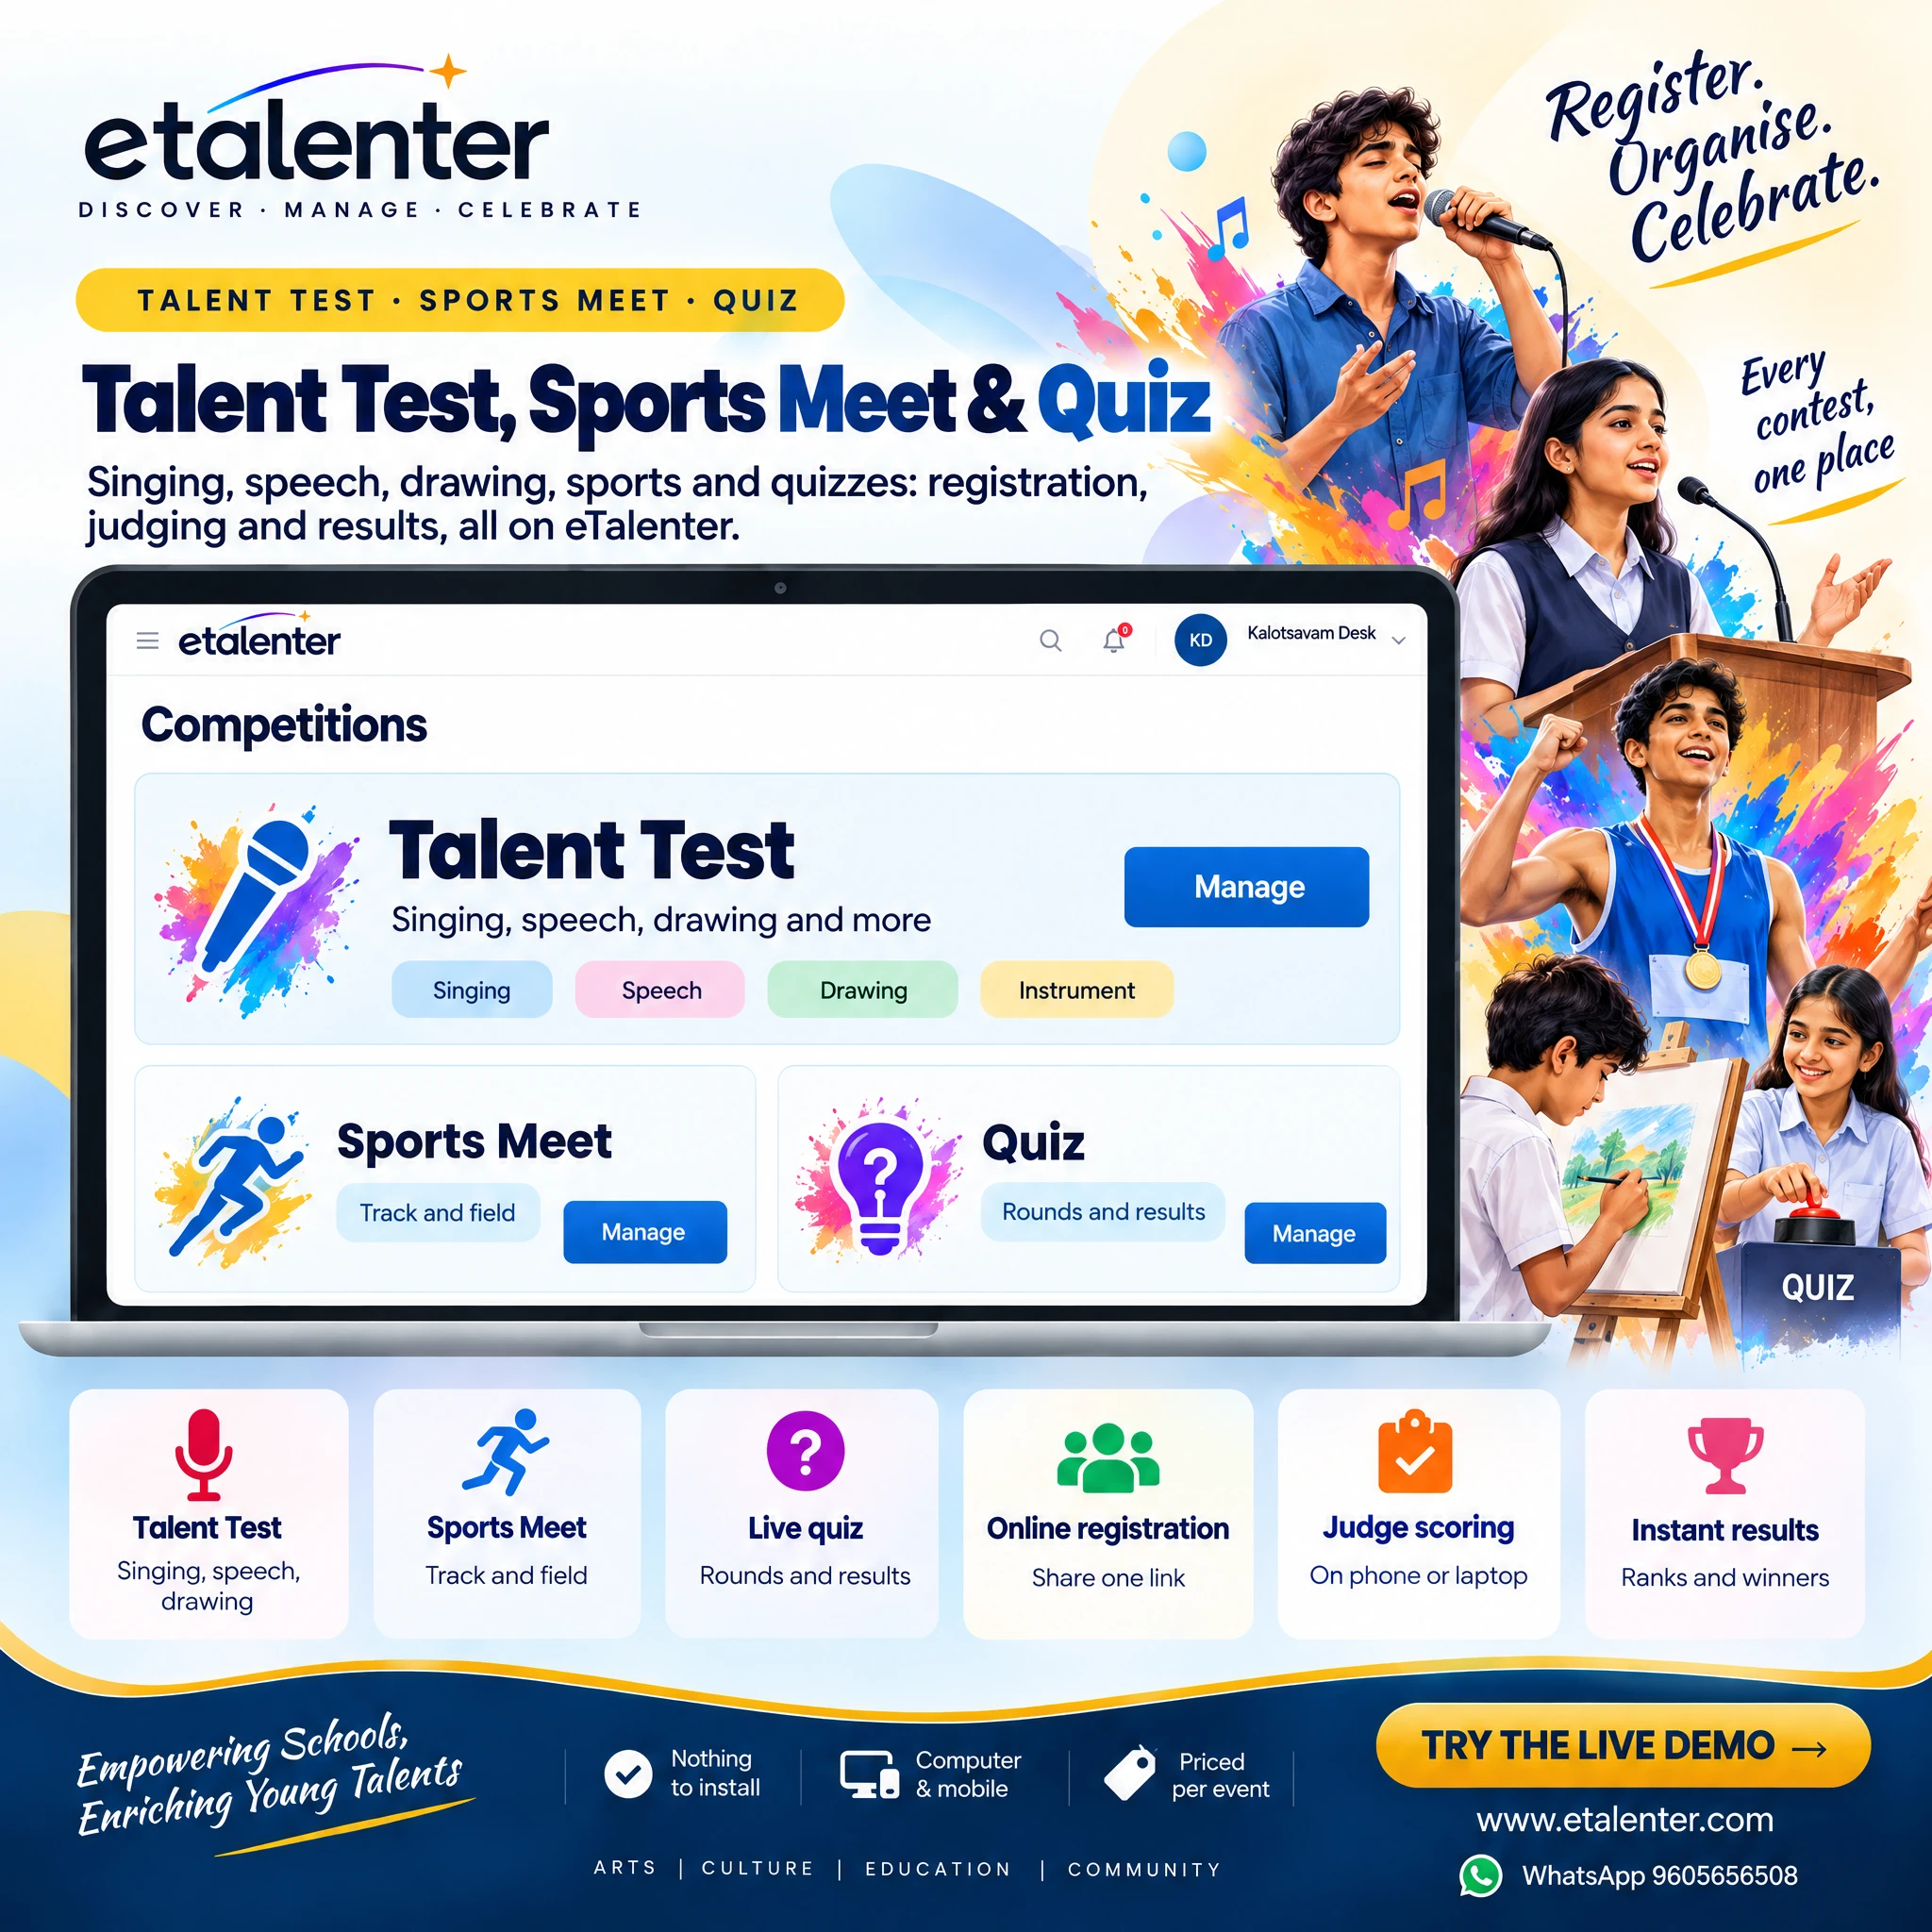 etalenter
DISCOVER · MANAGE · CELEBRATE
Register.
Organise.
Celebrate.
TALENT TEST · SPORTS MEET · QUIZ
Talent Test, Sports Meet & Quiz
Singing, speech, drawing, sports and quizzes: registration,
judging and results, all on eTalenter.
Every
contest,
one place
etalenter
0
KD
Kalotsavam Desk
Competitions
Talent Test
Singing, speech, drawing and more
Manage
Singing
Speech
Drawing
Instrument
Sports Meet
Track and field
Manage
?
Quiz
Rounds and results
Manage
QUIZ
Talent Test
Singing, speech,
drawing
Sports Meet
Track and field
?
Live quiz
Rounds and results
Online registration
Share one link
Judge scoring
On phone or laptop
Instant results
Ranks and winners
Empowering Schools,
Enriching Young Talents
Nothing
to install
Computer
& mobile
Priced
per event
ARTS | CULTURE | EDUCATION | COMMUNITY
TRY THE LIVE DEMO →
www.etalenter.com
WhatsApp 9605656508